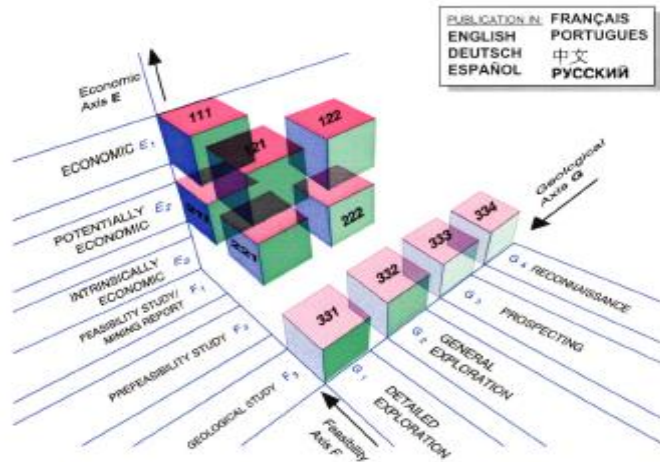 PUBLICATION IN: FRANÇAIS
ENGLISH PORTUGUES
DEUTSCH 中文
ESPAÑOL РУССКИЙ
Economic
Axis E
ECONOMIC E1
POTENTIALLY E2
ECONOMIC
INTRINSICALLY E3
ECONOMIC
FEASIBILITY STUDY/ F1
MINING REPORT
PREFEASIBILITY STUDY F2
GEOLOGICAL STUDY F3
111
121
122
211
221
222
331
332
333
334
Geological
Axis G
G4 RECONNAISSANCE
G3 PROSPECTING
G2 GENERAL
EXPLORATION
G1 DETAILED
EXPLORATION
Feasibility
Axis F